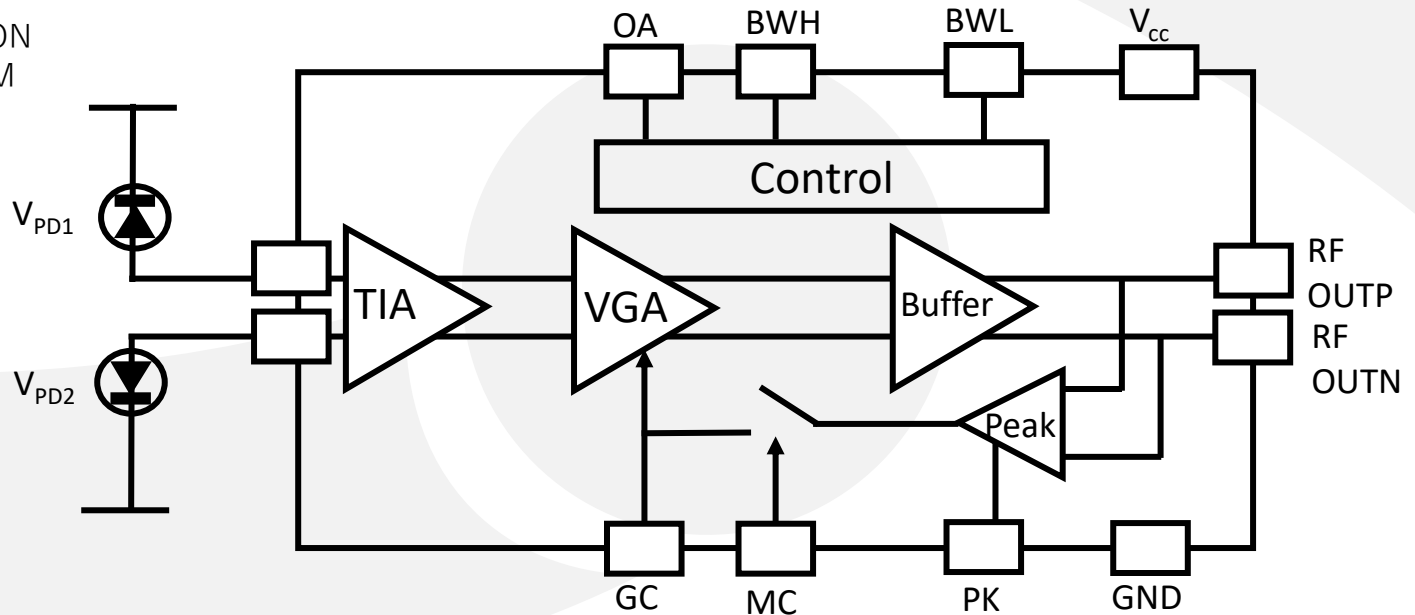 ON
M
OA
BWH
BWL
Vcc
Control
VPD1
TIA
VGA
Buffer
RF
OUTP
RF
OUTN
VPD2
Peak
GC
MC
PK
GND